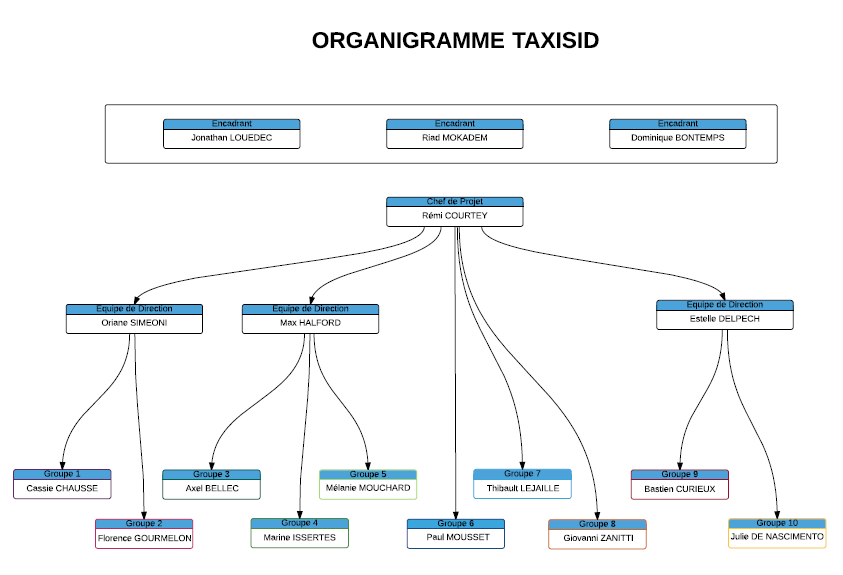 ORGANIGRAMME TAXISID
Encadrant
Jonathan LOUEDEC
Encadrant
Riad MOKADEM
Encadrant
Dominique BONTEMPS
Chef de Projet
Rémi COURTEY
Equipe de Direction
Oriane SIMEONI
Equipe de Direction
Max HALFORD
Equipe de Direction
Estelle DELPECH
Groupe 1
Cassie CHAUSSE
Groupe 2
Florence GOURMELON
Groupe 3
Axel BELLEC
Groupe 4
Marine ISSERTES
Groupe 5
Mélanie MOUCHARD
Groupe 6
Paul MOUSSET
Groupe 7
Thibault LEJAILLE
Groupe 8
Giovanni ZANITTI
Groupe 9
Bastien CURIEUX
Groupe 10
Julie DE NASCIMENTO